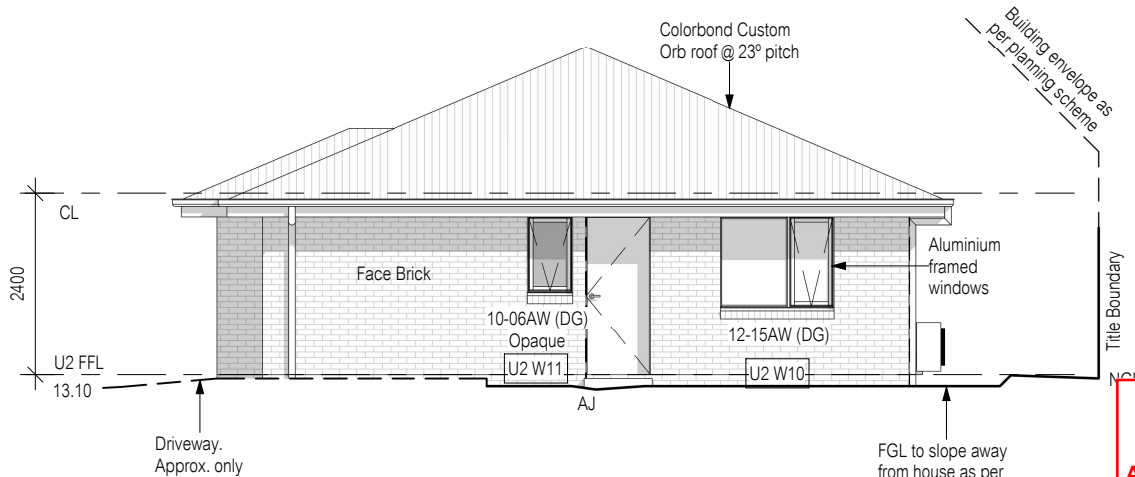 Building envelope as
per planning scheme
Colorbond Custom
Orb roof @ 23º pitch
CL
2400
Face Brick
Aluminium
framed
windows
10-06AW (DG)
Opaque
12-15AW (DG)
Title Boundary
U2 FFL
13.10
U2 W11
U2 W10
AJ
Driveway.
Approx. only
FGL to slope away
from house as per
A